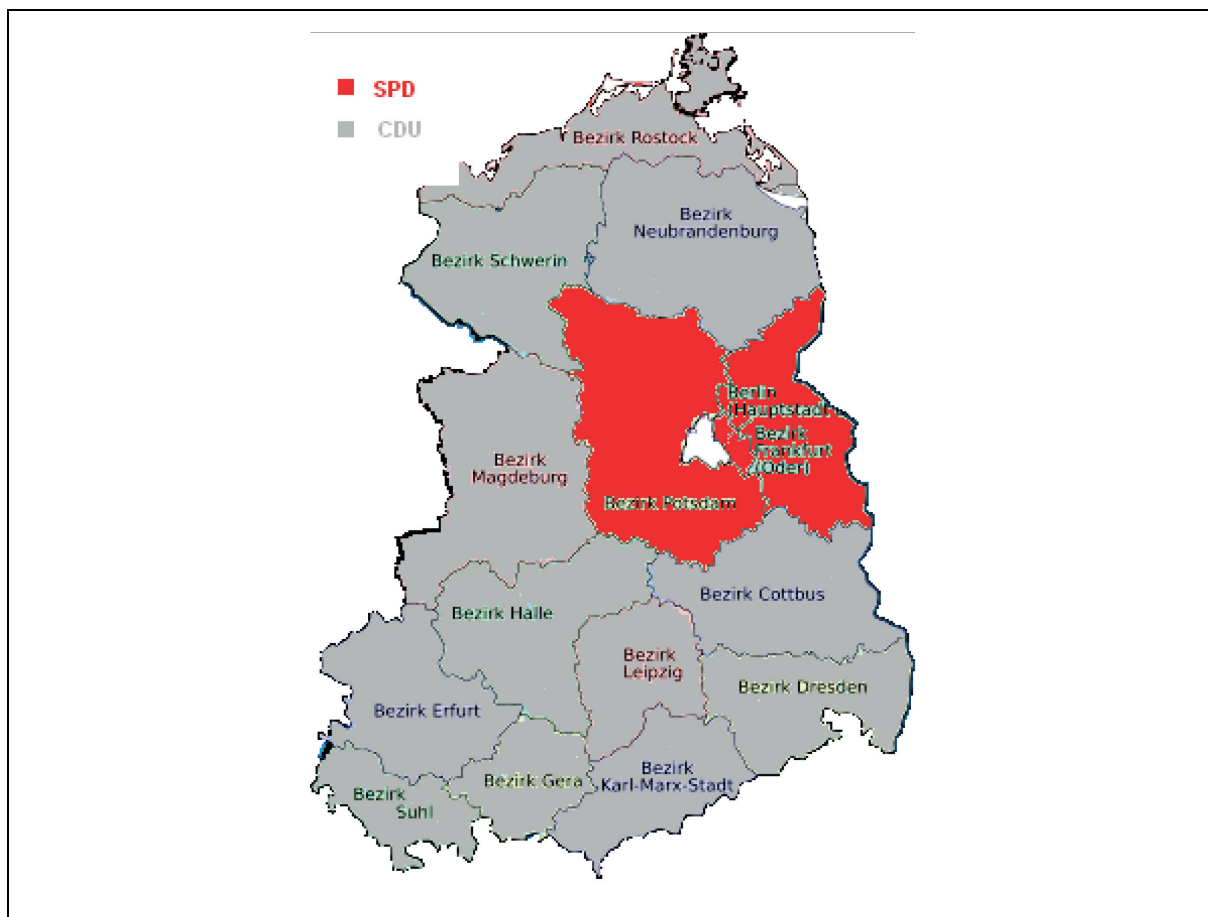 SPD
CDU
Bezirk Rostock
Bezirk
Neubrandenburg
Bezirk Schwerin
Berlin
(Hauptstadt
Bezirk
Frankfurt
(Oder)
Bezirk
Magdeburg
Bezirk Potsdam
Bezirk Cottbus
Bezirk Halle
Bezirk
Leipzig
Bezirk Dresden
Bezirk Erfurt
Bezirk Gera
Bezirk
Karl-Marx-Stadt
Bezirk
Suhl